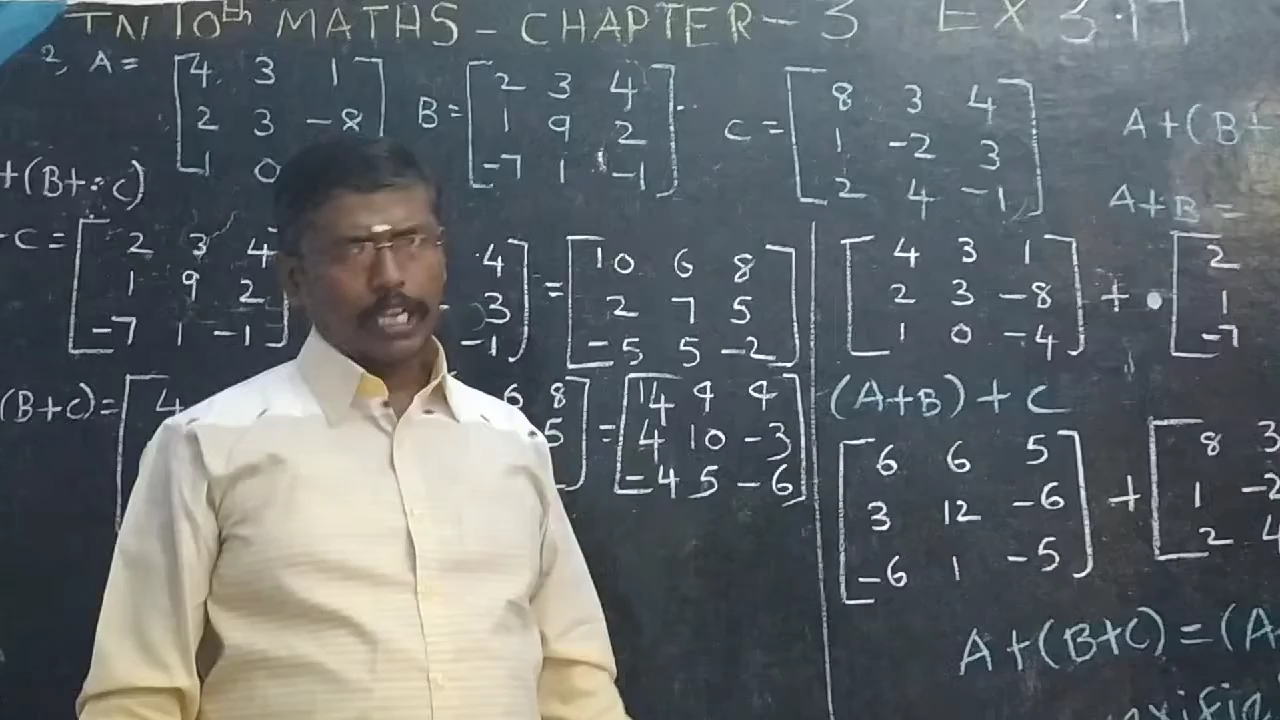 TN 10th MATHS - CHAPTER - 3 EX 3.17
2, A = [4 3 1
2 3 -8
1 0
B = [2 3 4
1 9 2
-7 1 -1]
C = [8 3 4
1 -2 3
2 4 -1]
+(B+C)
C = [2 3 4
1 9 2
-7 1 -1]
4
3
-1]
= [10 6 8
2 7 5
-5 5 -2]
(B+C) = [4
6 8
5
]
= [14 9 9
4 10 -3
-4 5 -6]
A+(B+
A+B =
[4 3 1
2 3 -8
1 0 -4]
+ [2
1
-7
(A+B)+C
[6 6 5
3 12 -6
-6 1 -5]
+ [8 3
1 -2
2 4
A+(B+C) = (A